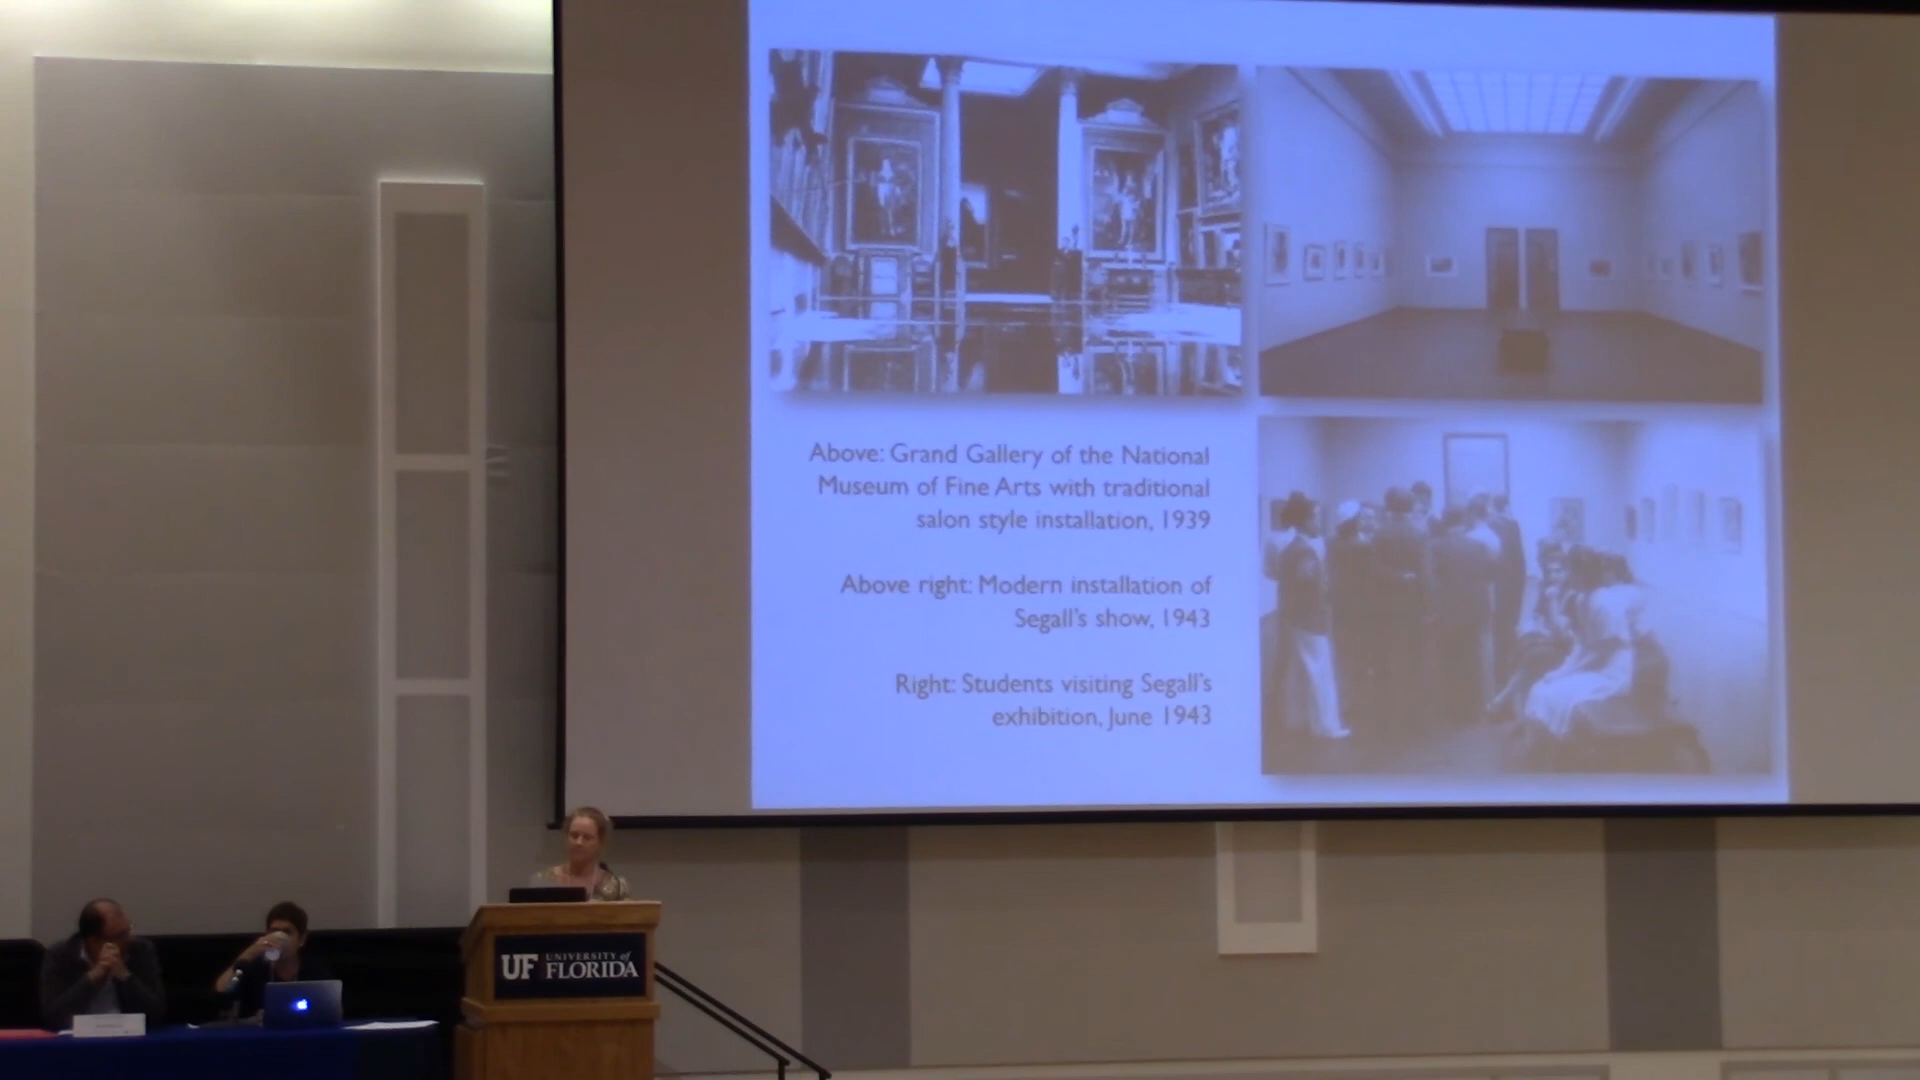 Above: Grand Gallery of the National
Museum of Fine Arts with traditional
salon style installation, 1939
Above right: Modern installation of
Segall's show, 1943
Right: Students visiting Segall's
exhibition, June 1943
UF UNIVERSITY of
FLORIDA